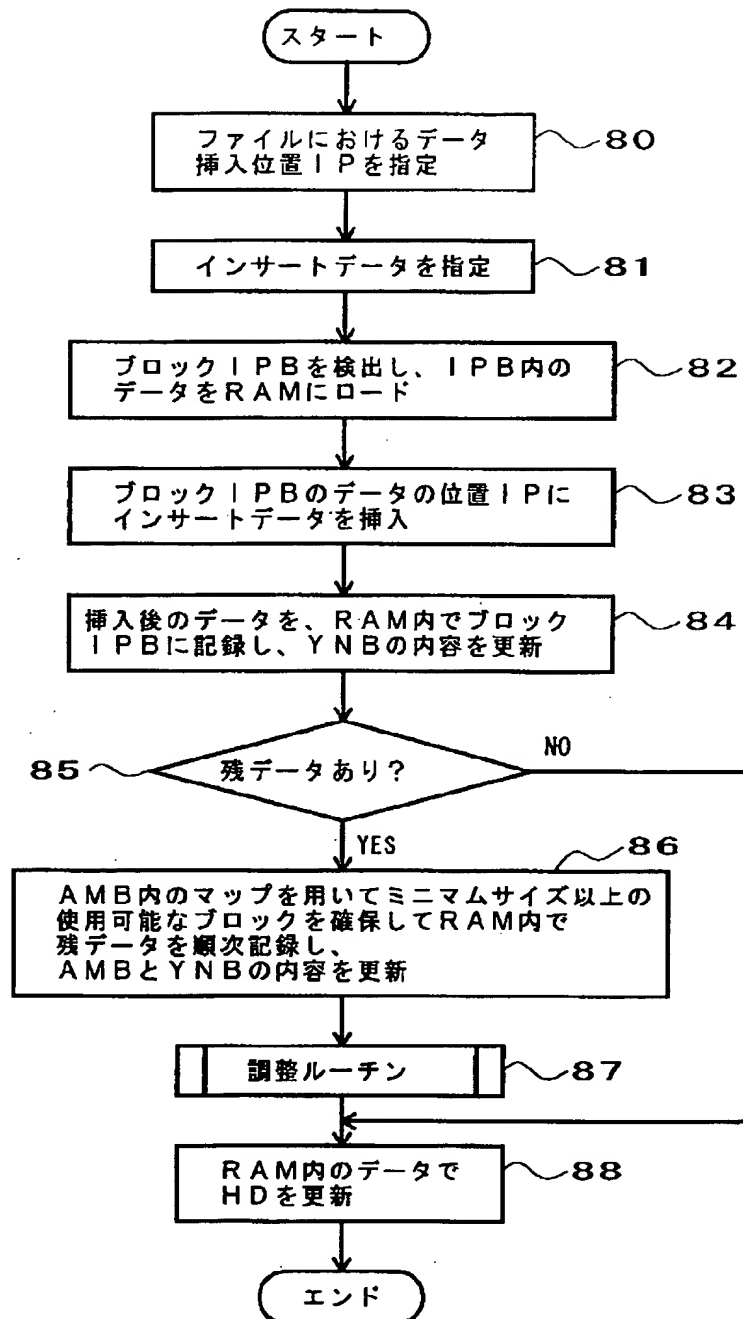 スタート
ファイルにおけるデータ
挿入位置IPを指定
80
インサートデータを指定
81
ブロックIPBを検出し、IPB内の
データをRAMにロード
82
ブロックIPBのデータの位置IPに
インサートデータを挿入
83
挿入後のデータを、RAM内でブロック
IPBに記録し、YNBの内容を更新
84
85
残データあり?
NO
YES
86
AMB内のマップを用いてミニマムサイズ以上の
使用可能なブロックを確保してRAM内で
残データを順次記録し、
AMBとYNBの内容を更新
調整ルーチン
87
RAM内のデータで
HDを更新
88
エンド